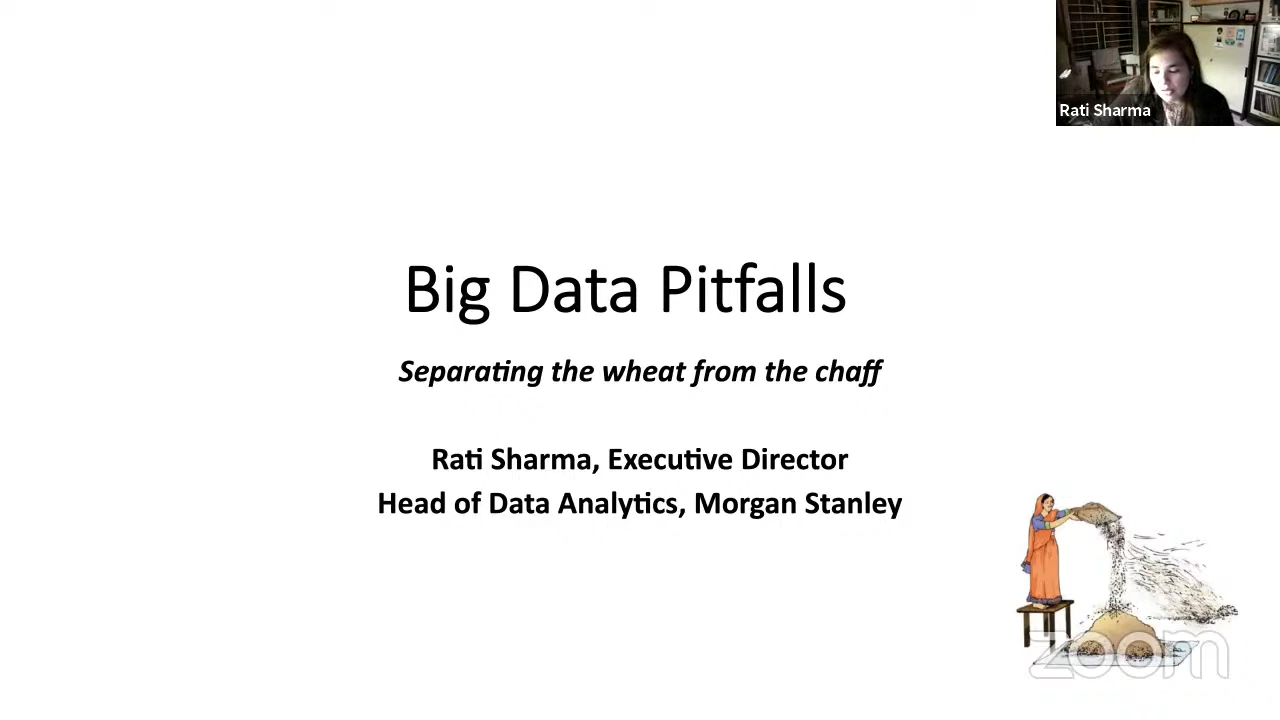 Rati Sharma
Big Data Pitfalls
Separating the wheat from the chaff
Rati Sharma, Executive Director
Head of Data Analytics, Morgan Stanley
zoom